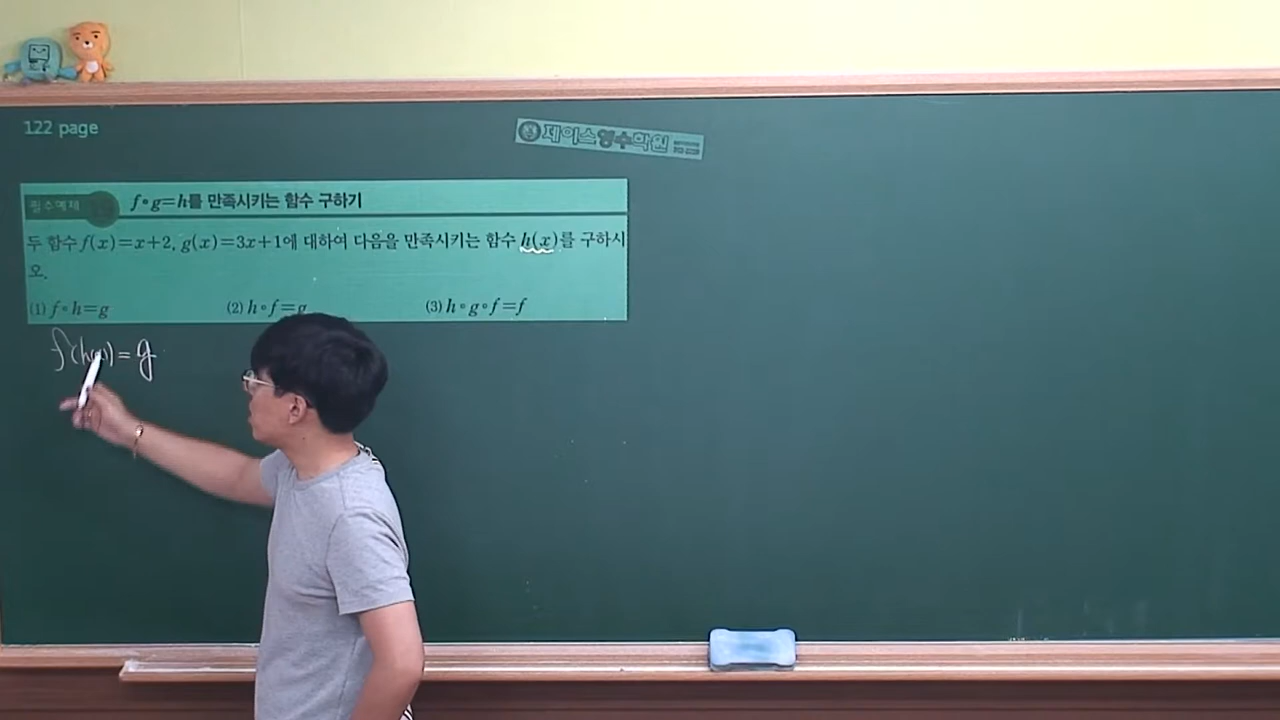 122 page
제이스영수학원
필수예제
f∘g=h를 만족시키는 함수 구하기
두 함수 f(x)=x+2, g(x)=3x+1에 대하여 다음을 만족시키는 함수 h(x)를 구하시
오.
(1) f∘h=g (2) h∘f=g (3) h∘g∘f=f
f(h(x))=g